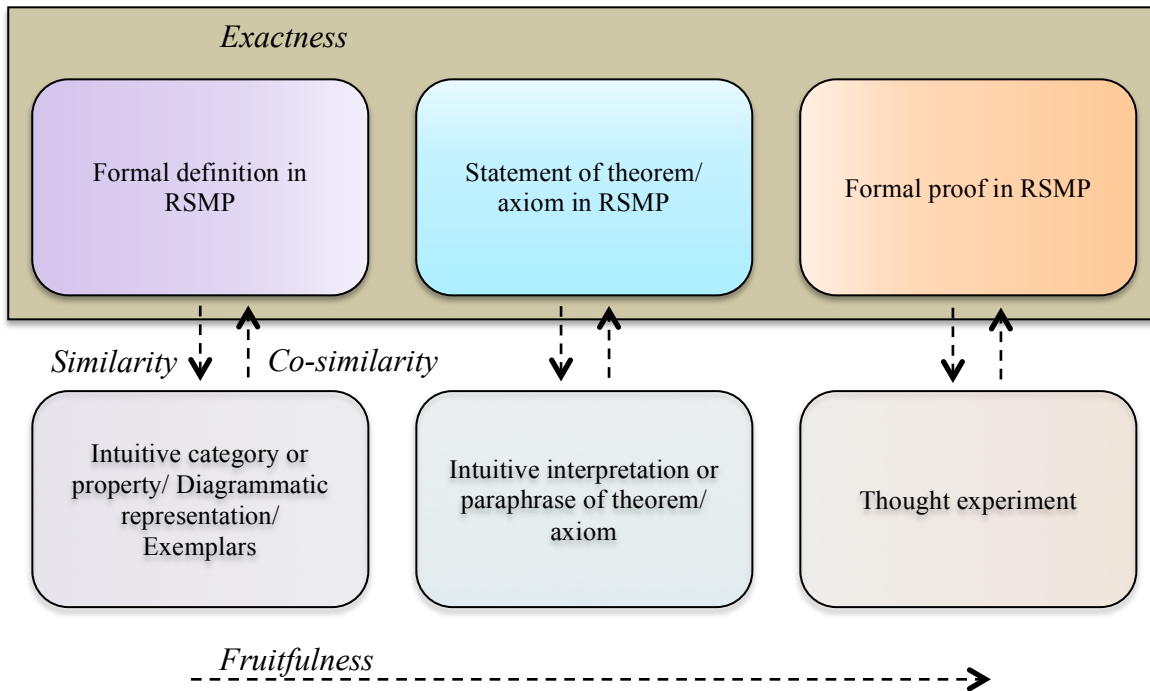 Exactness
Formal definition in
RSMP
Statement of theorem/
axiom in RSMP
Formal proof in RSMP
Similarity
Co-similarity
Intuitive category or
property/ Diagrammatic
representation/
Exemplars
Intuitive interpretation or
paraphrase of theorem/
axiom
Thought experiment
Fruitfulness